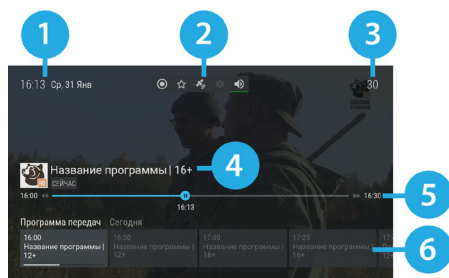 1
2
3
16:13 Ср, 31 Янв
30
Название программы | 16+
4
СЕЙЧАС
16:00
16:30
5
16:13
Программа передач Сегодня
16:00
Название программы |
12+
16:20
Название программы |
12+
17:00
Название программы |
16+
17:25
Название программы |
16+
6